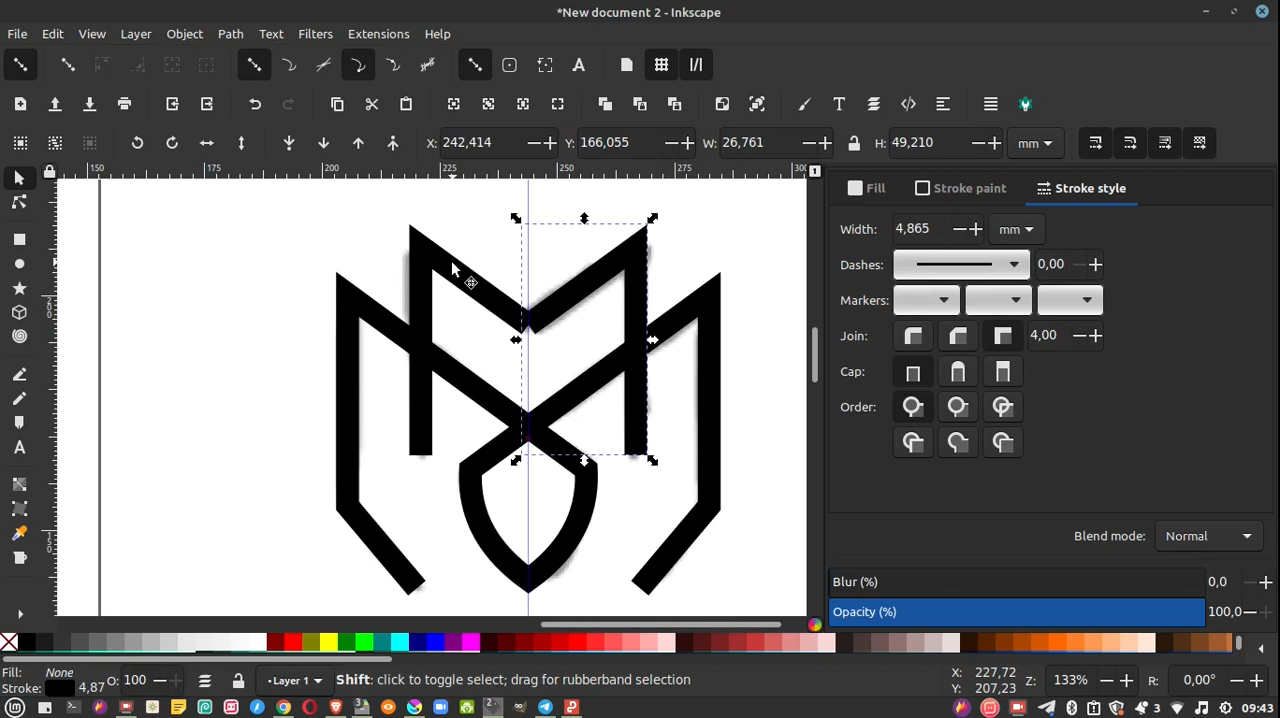 *New document 2 - Inkscape
File Edit View Layer Object Path Text Filters Extensions Help
X: 242,414 Y: 166,055 W: 26,761 H: 49,210 mm
150 175 200 225 250 275 300
1
Fill Stroke paint Stroke style
Width: 4,865 mm
Dashes: 0,00
Markers:
Join: 4,00
Cap:
Order:
Blend mode: Normal
Blur (%) 0,0
Opacity (%) 100,0
Fill: None
Stroke: 4,87 O: 100 Layer 1 Shift: click to toggle select; drag for rubberband selection X: 227,72 Y: 207,23 Z: 133% R: 0,00°
3 09:43